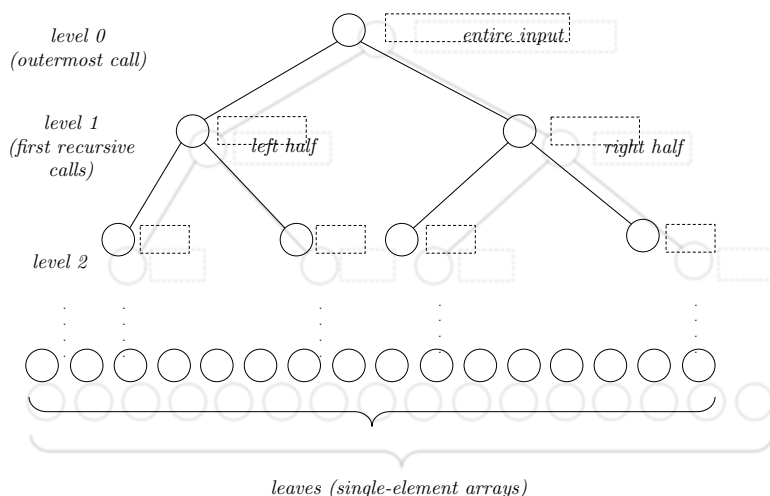 level 0
(outermost call)
entire input
level 1
(first recursive
calls)
left half
right half
level 2
leaves (single-element arrays)